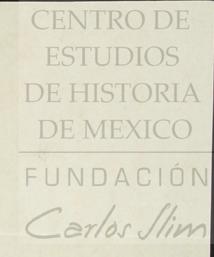 CENTRO DE
ESTUDIOS
DE HISTORIA
DE MEXICO
FUNDACIÓN
Carlos Slim